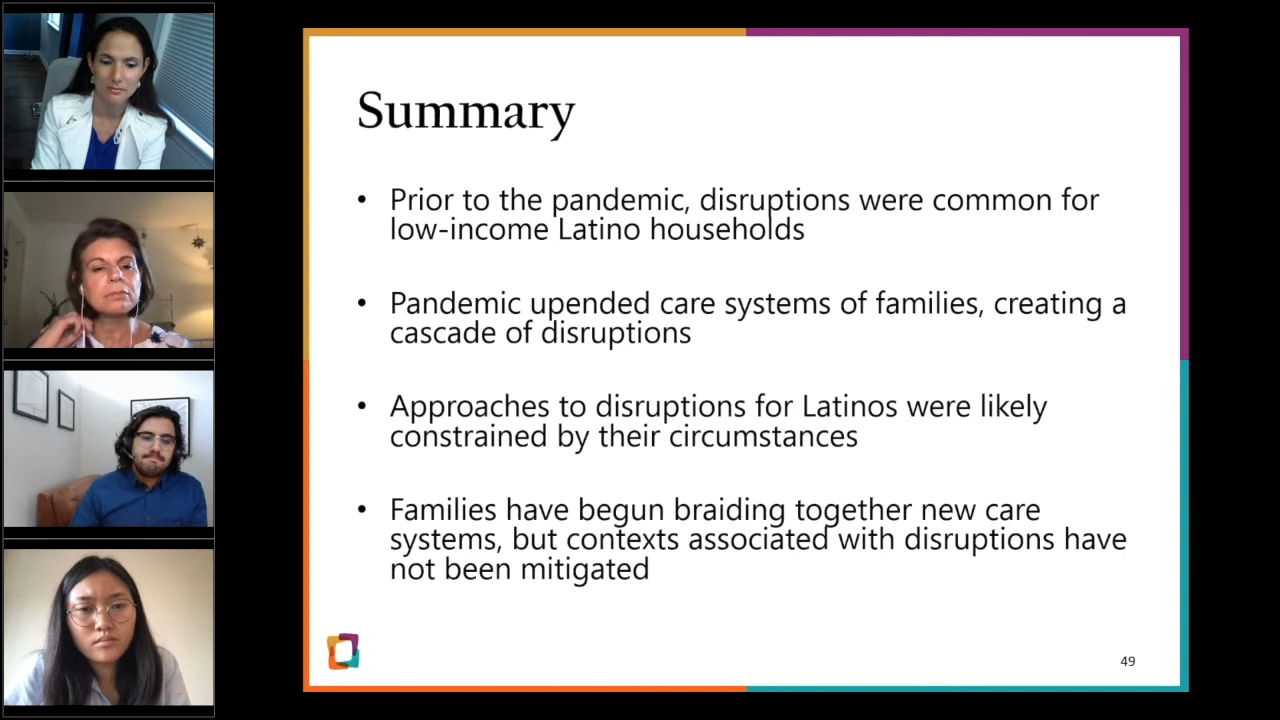 Summary
• Prior to the pandemic, disruptions were common for
low-income Latino households
• Pandemic upended care systems of families, creating a
cascade of disruptions
• Approaches to disruptions for Latinos were likely
constrained by their circumstances
• Families have begun braiding together new care
systems, but contexts associated with disruptions have
not been mitigated
49